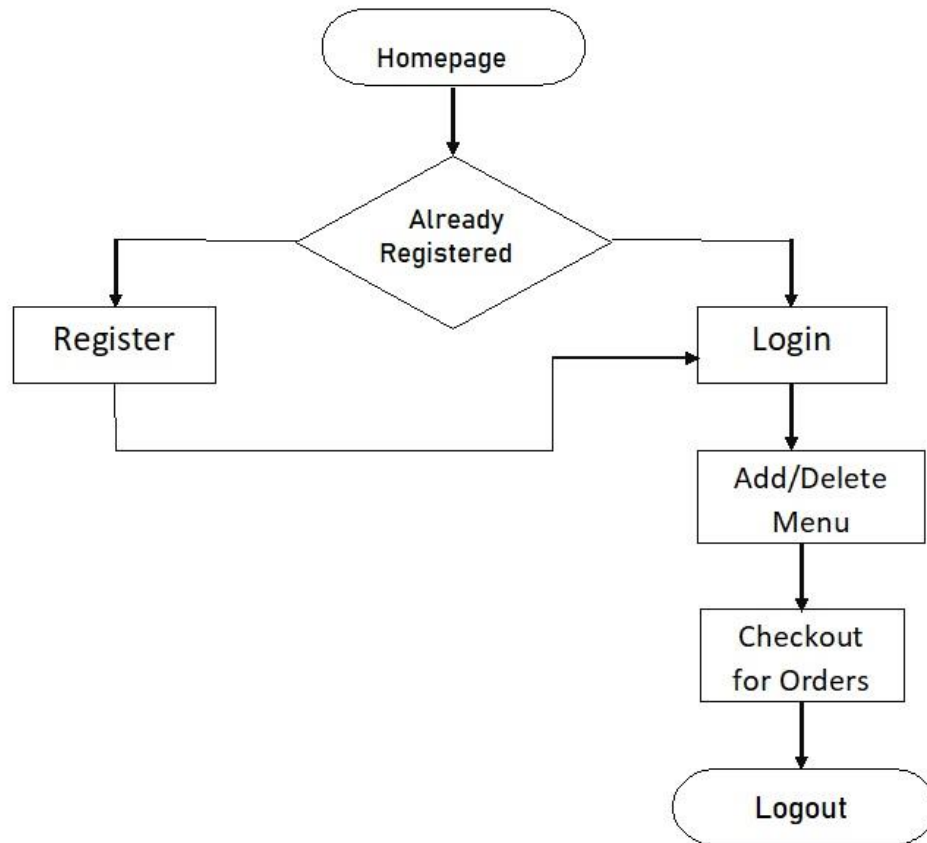 Homepage
Already
Registered
Register
Login
Add/Delete
Menu
Checkout
for Orders
Logout